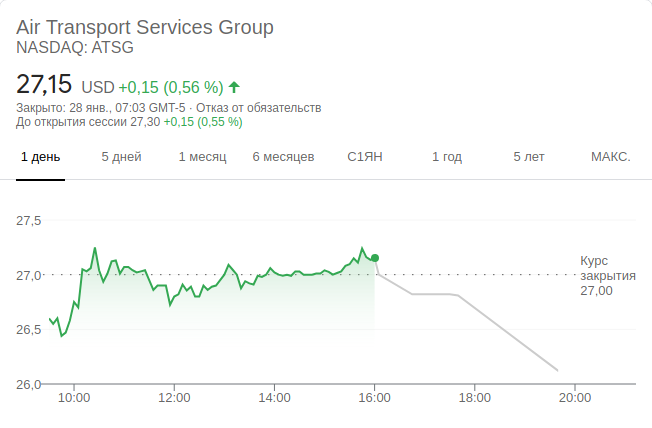 Air Transport Services Group
NASDAQ: ATSG
27,15 USD +0,15 (0,56 %)
Закрыто: 28 янв., 07:03 GMT-5 · Отказ от обязательств
До открытия сессии 27,30 +0,15 (0,55 %)
1 день 5 дней 1 месяц 6 месяцев С1ЯН 1 год 5 лет МАКС.
27,5
Курс
27,0 закрытия
27,00
26,5
26,0
10:00 12:00 14:00 16:00 18:00 20:00